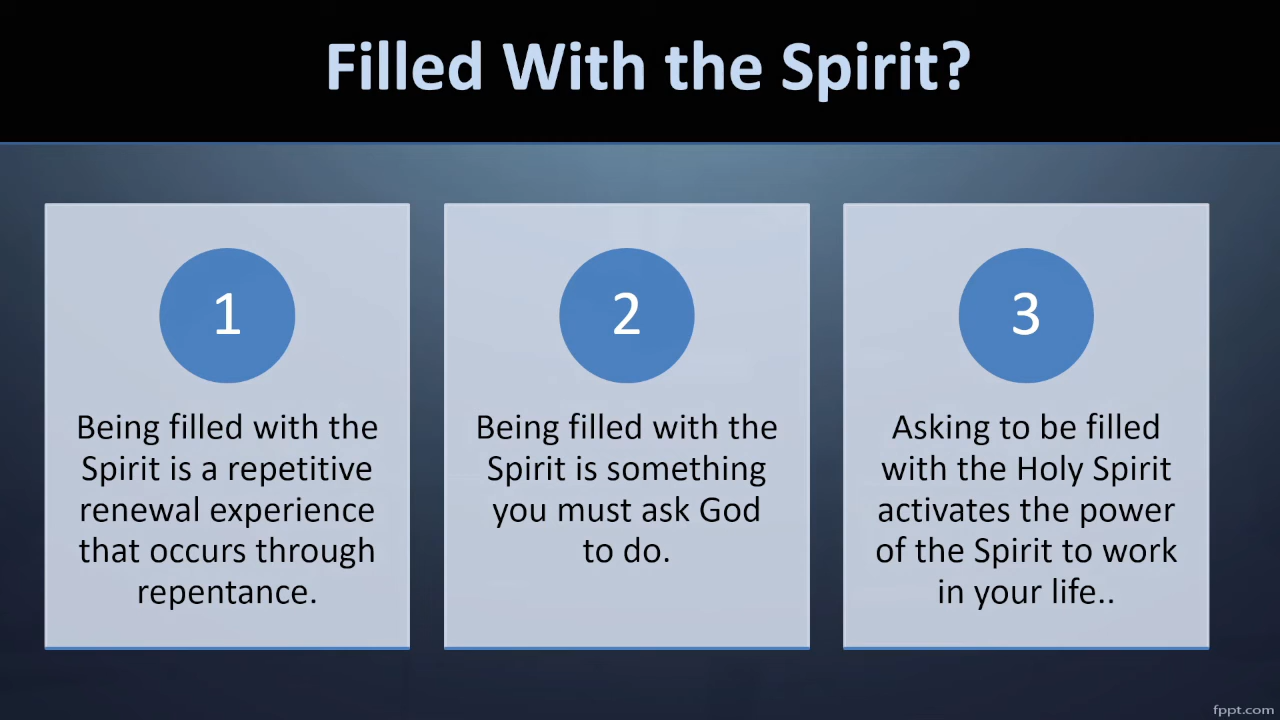 Filled With the Spirit?
1
Being filled with the
Spirit is a repetitive
renewal experience
that occurs through
repentance.
2
Being filled with the
Spirit is something
you must ask God
to do.
3
Asking to be filled
with the Holy Spirit
activates the power
of the Spirit to work
in your life..
fppt.com